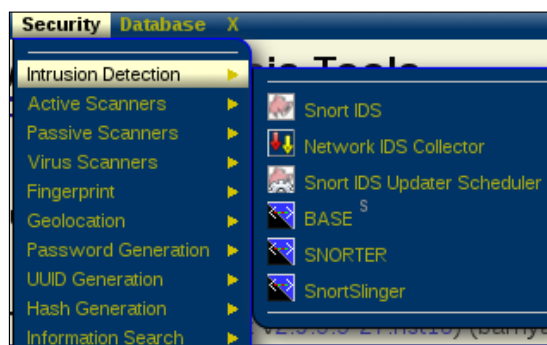 Security Database X
Tools
Intrusion Detection
Active Scanners
Passive Scanners
Virus Scanners
Fingerprint
Geolocation
Password Generation
UUID Generation
Hash Generation
Information Search
Snort IDS
Network IDS Collector
Snort IDS Updater Scheduler
BASE
S
SNORTER
SnortSlinger